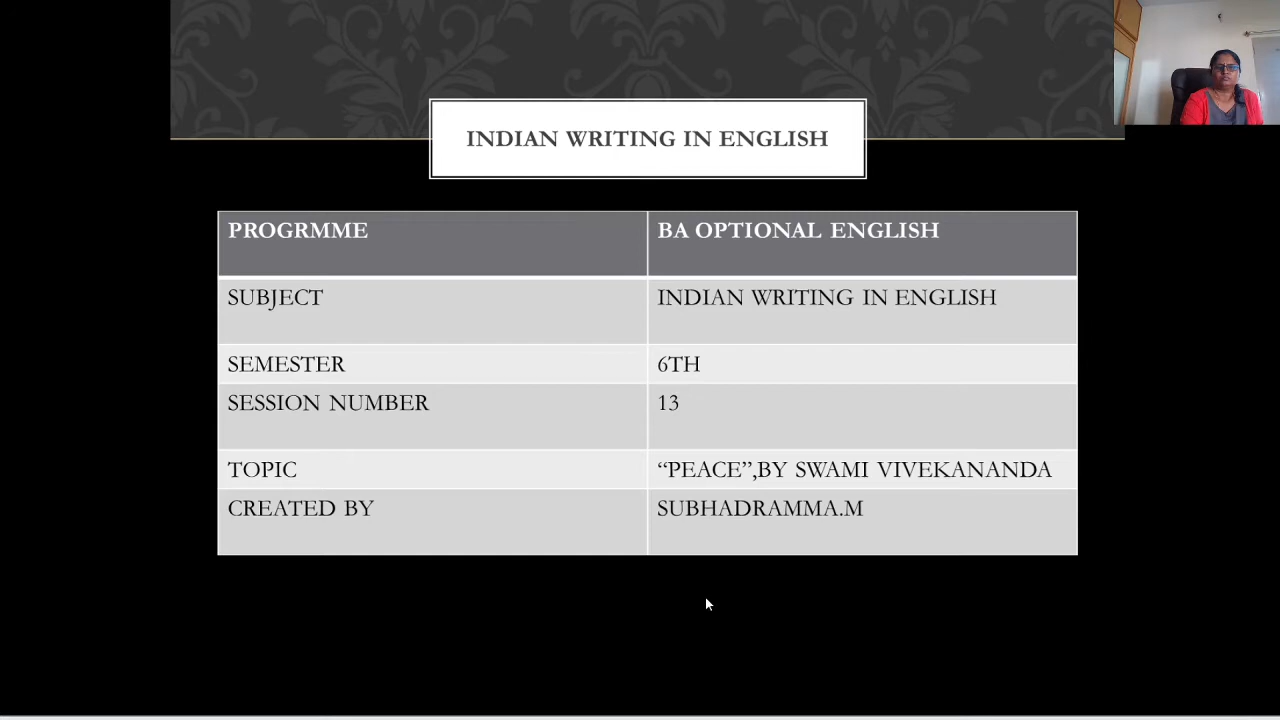 INDIAN WRITING IN ENGLISH
PROGRMME BA OPTIONAL ENGLISH
SUBJECT INDIAN WRITING IN ENGLISH
SEMESTER 6TH
SESSION NUMBER 13
TOPIC “PEACE”,BY SWAMI VIVEKANANDA
CREATED BY SUBHADRAMMA.M